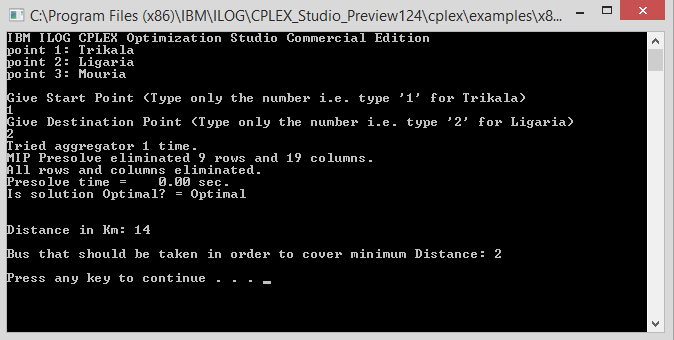 C:\Program Files (x86)\IBM\ILOG\CPLEX_Studio_Preview124\cplex\examples\x8...
IBM ILOG CPLEX Optimization Studio Commercial Edition
point 1: Trikala
point 2: Ligaria
point 3: Mouria
Give Start Point (Type only the number i.e. type '1' for Trikala)
1
Give Destination Point (Type only the number i.e. type '2' for Ligaria)
2
Tried aggregator 1 time.
MIP Presolve eliminated 9 rows and 19 columns.
All rows and columns eliminated.
Presolve time =    0.00 sec.
Is solution Optimal? = Optimal
Distance in Km: 14
Bus that should be taken in order to cover minimum Distance: 2
Press any key to continue . . . _